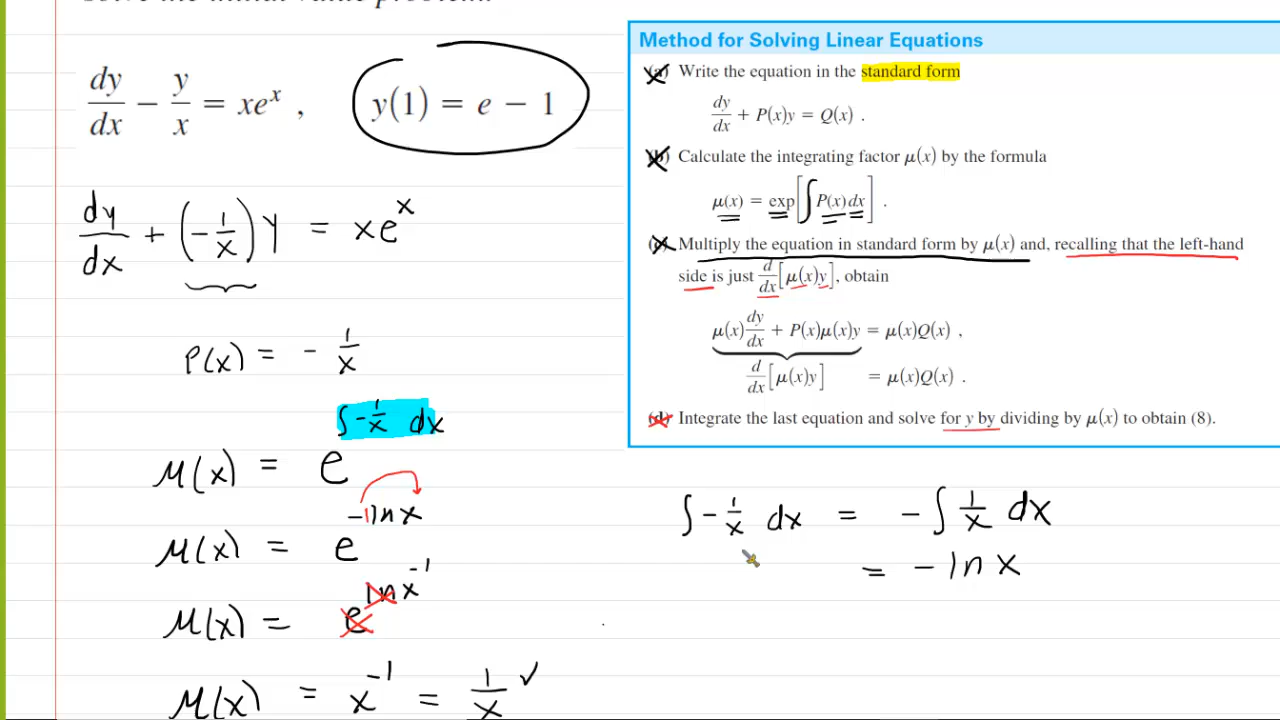 dy/dx − y/x = xeˣ , y(1) = e − 1
dy/dx + (−1/x) y = xeˣ
P(x) = − 1/x
μ(x) = e^(∫ −1/x dx)
μ(x) = e^(−1 ln x)
μ(x) = e^(ln x⁻¹)
μ(x) = x⁻¹ = 1/x ✓
Method for Solving Linear Equations
(a) Write the equation in the standard form
dy/dx + P(x)y = Q(x) .
(b) Calculate the integrating factor μ(x) by the formula
μ(x) = exp[∫P(x)dx] .
(c) Multiply the equation in standard form by μ(x) and, recalling that the left-hand
side is just d/dx[μ(x)y], obtain
μ(x)dy/dx + P(x)μ(x)y = μ(x)Q(x) ,
d/dx[μ(x)y] = μ(x)Q(x) .
(d) Integrate the last equation and solve for y by dividing by μ(x) to obtain (8).
∫ − 1/x dx = − ∫ 1/x dx
= − ln x